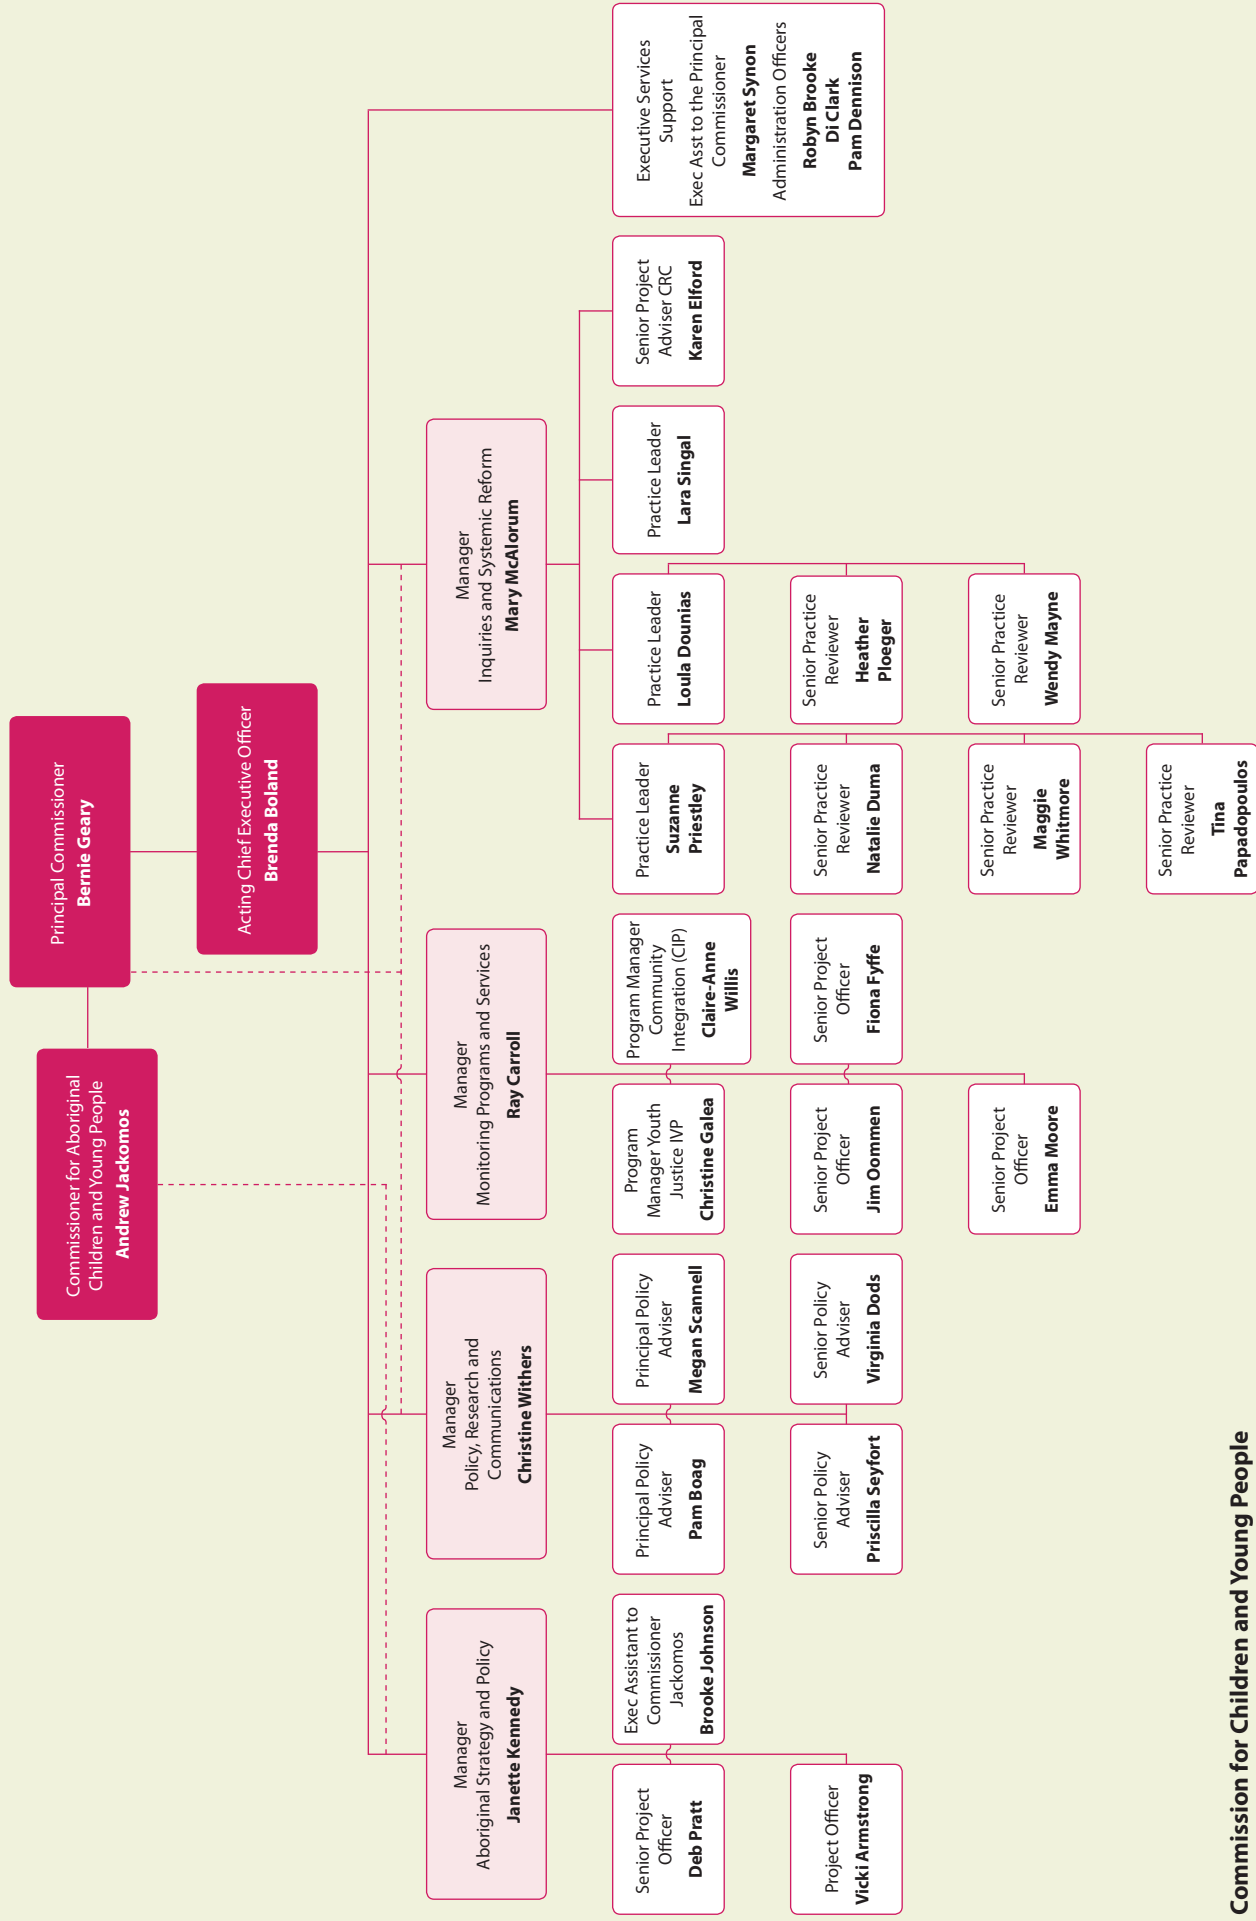 Commission for Children and Young People
Principal Commissioner
Bernie Geary
Commissioner for Aboriginal
Children and Young People
Andrew Jackomos
Acting Chief Executive Officer
Brenda Boland
Manager
Aboriginal Strategy and Policy
Janette Kennedy
Manager
Policy, Research and
Communications
Christine Withers
Manager
Monitoring Programs and Services
Ray Carroll
Manager
Inquiries and Systemic Reform
Mary McAlorum
Senior Project
Officer
Deb Pratt
Exec Assistant to
Commissioner
Jackomos
Brooke Johnson
Principal Policy
Adviser
Pam Boag
Principal Policy
Adviser
Megan Scannell
Program
Manager Youth
Justice IVP
Christine Galea
Program Manager
Community
Integration (CIP)
Claire-Anne
Willis
Practice Leader
Suzanne
Priestley
Practice Leader
Loula Dounias
Practice Leader
Lara Singal
Senior Project
Adviser CRC
Karen Elford
Executive Services
Support
Exec Asst to the Principal
Commissioner
Margaret Synon
Administration Officers
Robyn Brooke
Di Clark
Pam Dennison
Project Officer
Vicki Armstrong
Senior Policy
Adviser
Priscilla Seyfort
Senior Policy
Adviser
Virginia Dods
Senior Project
Officer
Jim Oommen
Senior Project
Officer
Fiona Fyffe
Senior Practice
Reviewer
Natalie Duma
Senior Practice
Reviewer
Heather
Ploeger
Senior Project
Officer
Emma Moore
Senior Practice
Reviewer
Maggie
Whitmore
Senior Practice
Reviewer
Wendy Mayne
Senior Practice
Reviewer
Tina
Papadopoulos